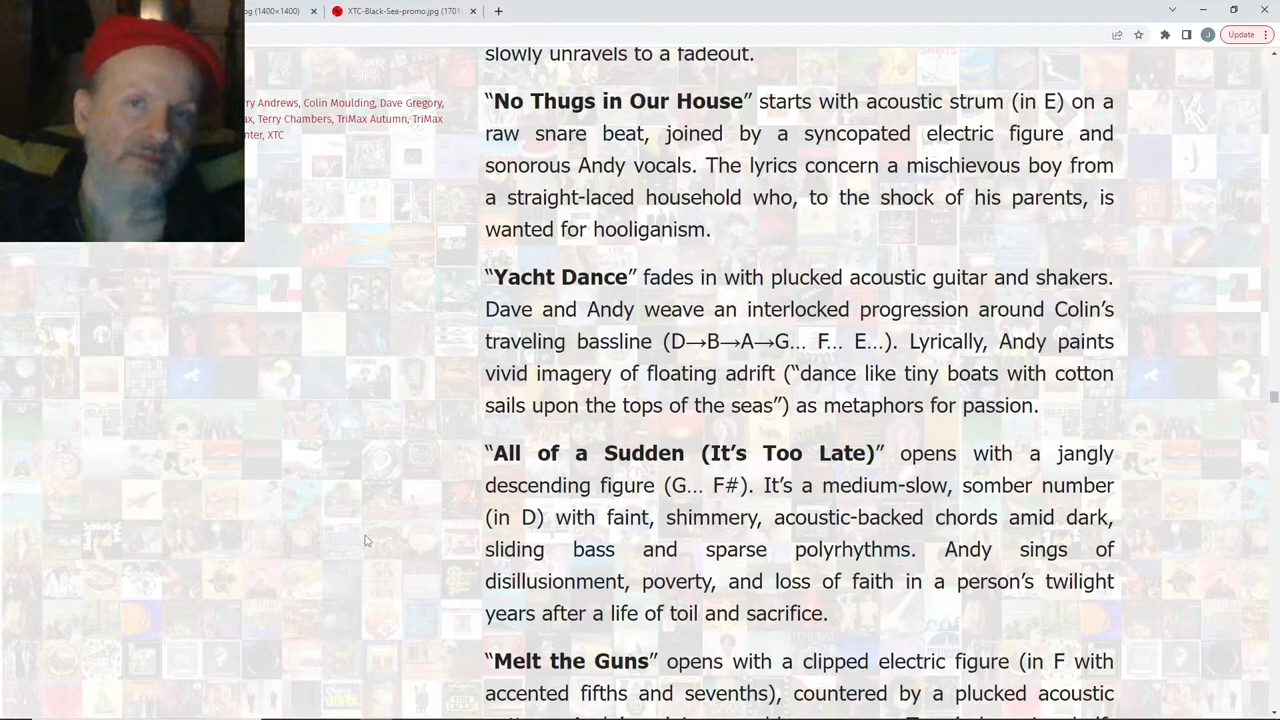 pg (1400×1400)
XTC-Black-Sea-promo.jpg (1701
Update
J
slowly unravels to a fadeout.
ry Andrews, Colin Moulding, Dave Gregory,
ax, Terry Chambers, TriMax Autumn, TriMax
nter, XTC
“No Thugs in Our House” starts with acoustic strum (in E) on a
raw snare beat, joined by a syncopated electric figure and
sonorous Andy vocals. The lyrics concern a mischievous boy from
a straight-laced household who, to the shock of his parents, is
wanted for hooliganism.
“Yacht Dance” fades in with plucked acoustic guitar and shakers.
Dave and Andy weave an interlocked progression around Colin’s
traveling bassline (D→B→A→G… F… E…). Lyrically, Andy paints
vivid imagery of floating adrift (“dance like tiny boats with cotton
sails upon the tops of the seas”) as metaphors for passion.
“All of a Sudden (It’s Too Late)” opens with a jangly
descending figure (G… F#). It’s a medium-slow, somber number
(in D) with faint, shimmery, acoustic-backed chords amid dark,
sliding bass and sparse polyrhythms. Andy sings of
disillusionment, poverty, and loss of faith in a person’s twilight
years after a life of toil and sacrifice.
“Melt the Guns” opens with a clipped electric figure (in F with
accented fifths and sevenths), countered by a plucked acoustic